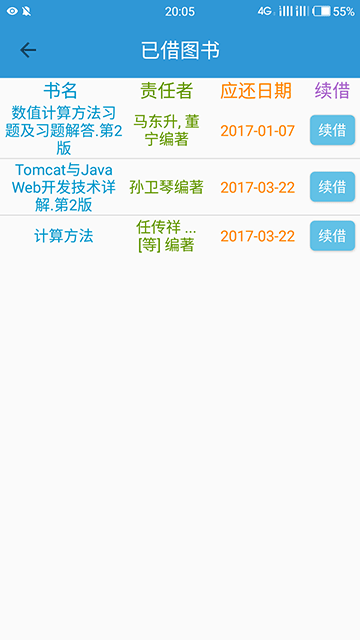 20:05
4G
55%
已借图书
书名 责任者 应还日期 续借
数值计算方法习
题及习题解答.第2
版
马东升, 董
宁编著
2017-01-07
续借
Tomcat与Java
Web开发技术详
解.第2版
孙卫琴编著
2017-03-22
续借
计算方法
任传祥 ...
[等] 编著
2017-03-22
续借